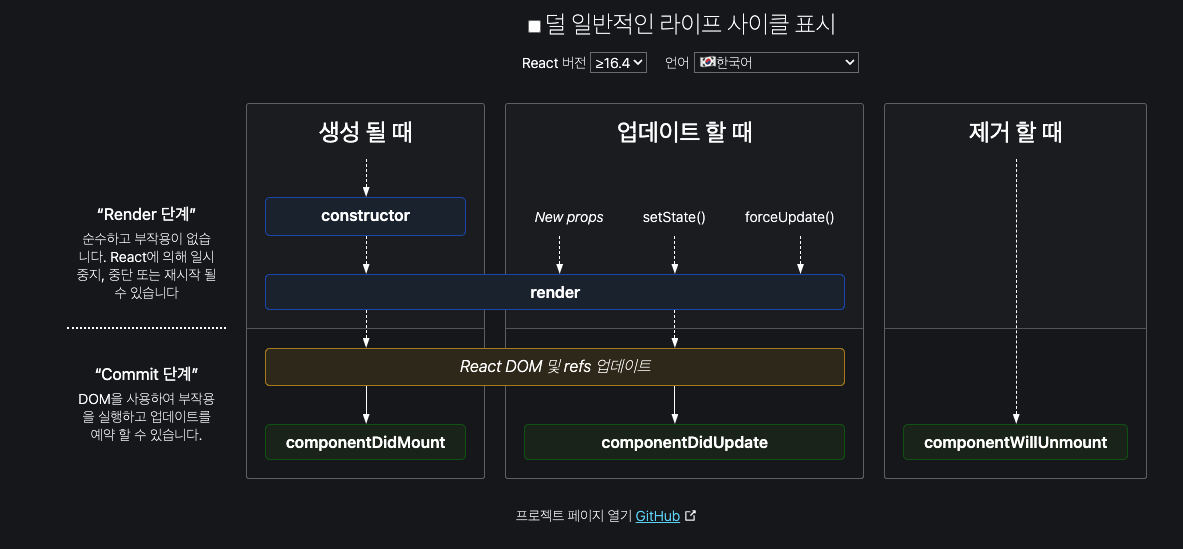 덜 일반적인 라이프 사이클 표시
React 버전 ≥16.4 언어 🇰🇷한국어
생성 될 때
업데이트 할 때
제거 할 때
“Render 단계”
순수하고 부작용이 없습
니다. React에 의해 일시
중지, 중단 또는 재시작 될
수 있습니다
constructor
New props
setState()
forceUpdate()
render
“Commit 단계”
DOM을 사용하여 부작용
을 실행하고 업데이트를
예약 할 수 있습니다.
React DOM 및 refs 업데이트
componentDidMount
componentDidUpdate
componentWillUnmount
프로젝트 페이지 열기 GitHub